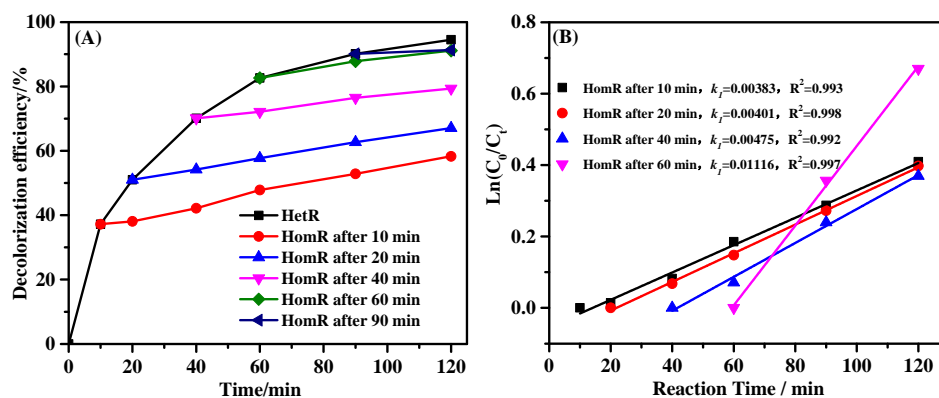 (A)
Decolorization efficiency/%
100
80
60
40
20
0
0 20 40 60 80 100 120
Time/min
HetR
HomR after 10 min
HomR after 20 min
HomR after 40 min
HomR after 60 min
HomR after 90 min
(B)
Ln(C0/Ct)
0.8
0.6
0.4
0.2
0.0
0 20 40 60 80 100 120
Reaction Time / min
HomR after 10 min, k1=0.00383, R²=0.993
HomR after 20 min, k1=0.00401, R²=0.998
HomR after 40 min, k1=0.00475, R²=0.992
HomR after 60 min, k1=0.01116, R²=0.997